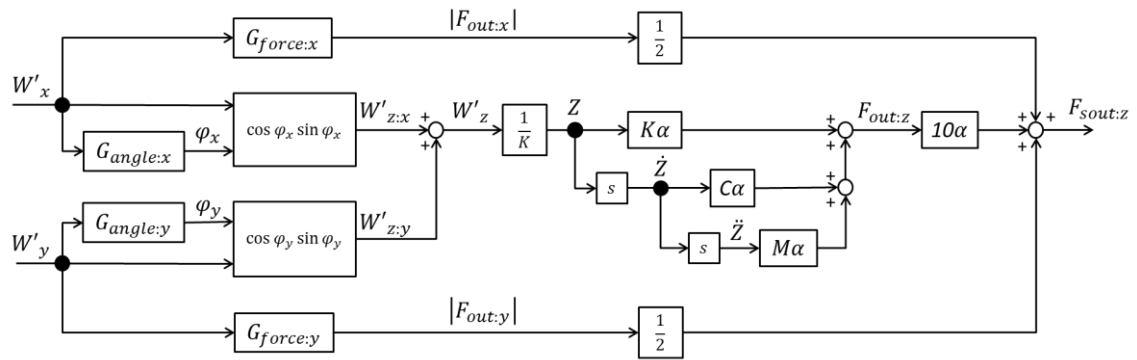 |F_{out:x}|
G_{force:x}
1/2
W'_x
cos φ_x sin φ_x
W'_{z:x}
W'_z
1/K
Z
Kα
F_{out:z}
10α
F_{sout:z}
+ + + + + + + + + +
G_{angle:x}
φ_x
s
Ż
Cα
s
Z̈
Mα
G_{angle:y}
φ_y
cos φ_y sin φ_y
W'_{z:y}
W'_y
G_{force:y}
|F_{out:y}|
1/2